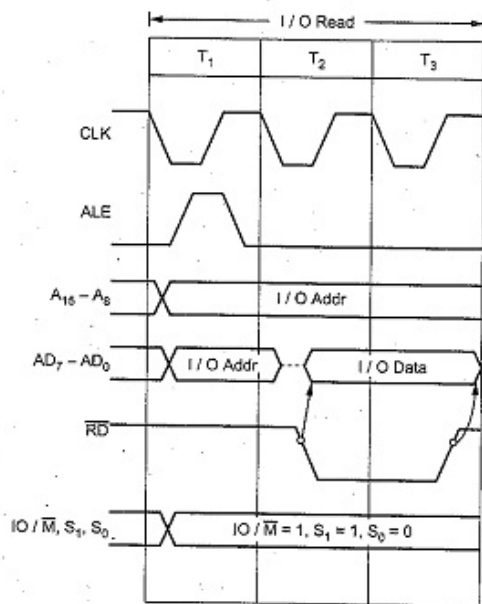 I / O Read
T₁ T₂ T₃
CLK
ALE
A₁₅ – A₈ I / O Addr
AD₇ – AD₀ I / O Addr I / O Data
R̅D̅
IO / M̅, S₁, S₀ IO / M̅ = 1, S₁ = 1, S₀ = 0